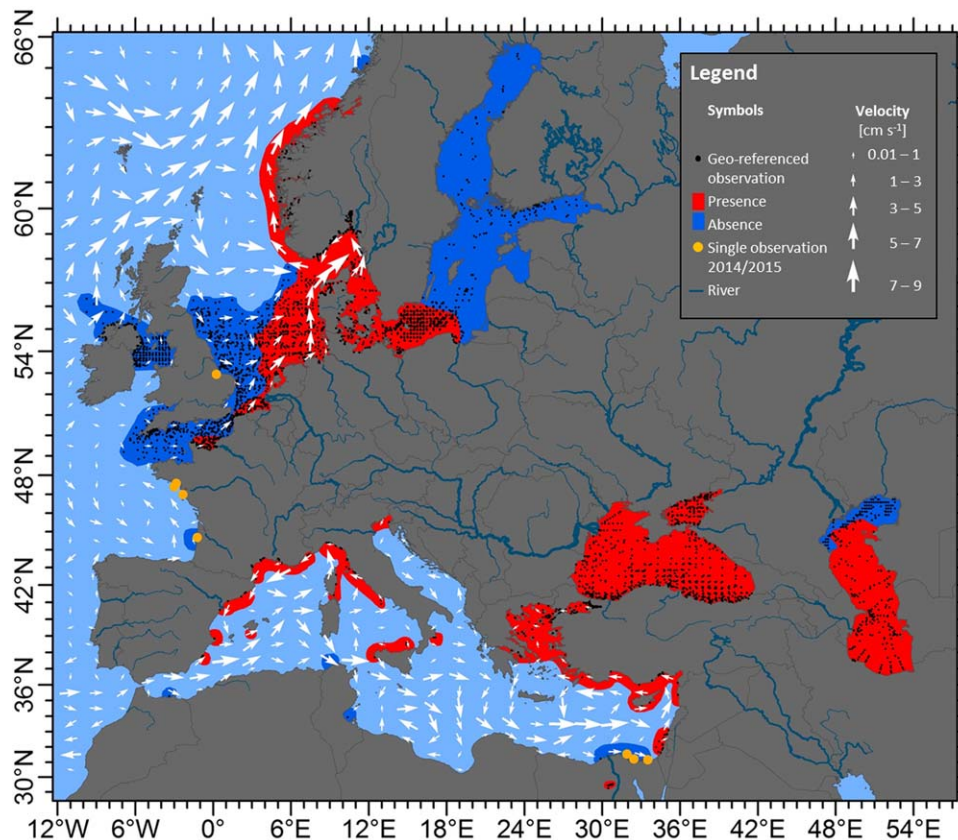 66°N
60°N
54°N
48°N
42°N
36°N
30°N
12°W 6°W 0° 6°E 12°E 18°E 24°E 30°E 36°E 42°E 48°E 54°E
Legend
Symbols Velocity
[cm s⁻¹]
Geo-referenced 0.01 – 1
observation 1 – 3
Presence 3 – 5
Absence
Single observation 5 – 7
2014/2015
River 7 – 9